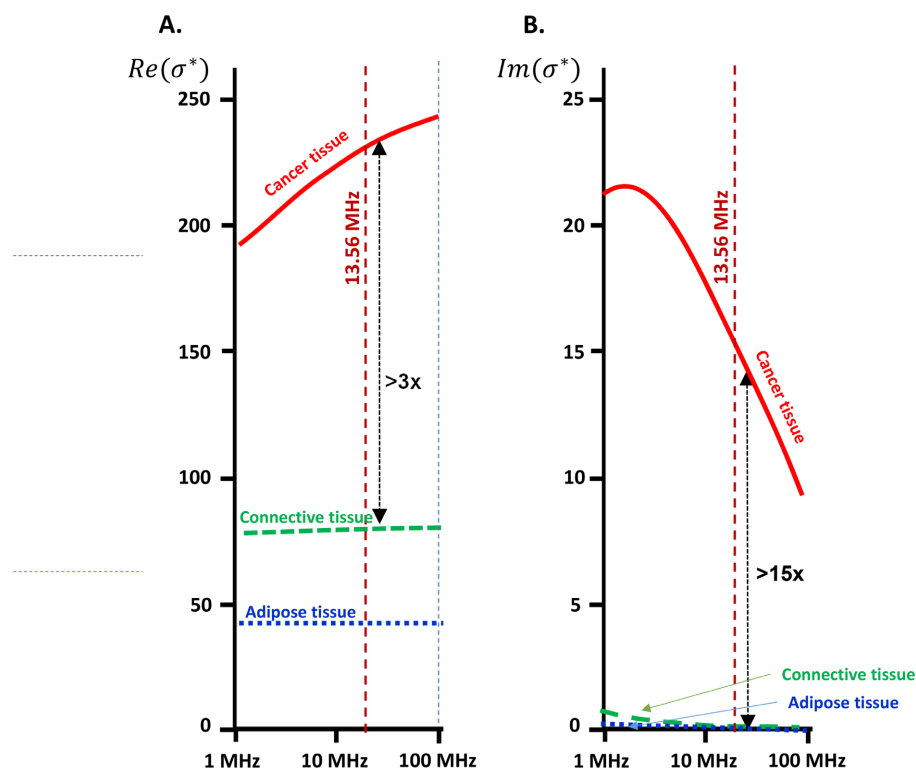 A.
Re(σ*)
250
200
150
100
50
0
1 MHz
10 MHz
100 MHz
Cancer tissue
13.56 MHz
>3x
Connective tissue
Adipose tissue
B.
Im(σ*)
25
20
15
10
5
0
1 MHz
10 MHz
100 MHz
13.56 MHz
Cancer tissue
>15x
Connective tissue
Adipose tissue